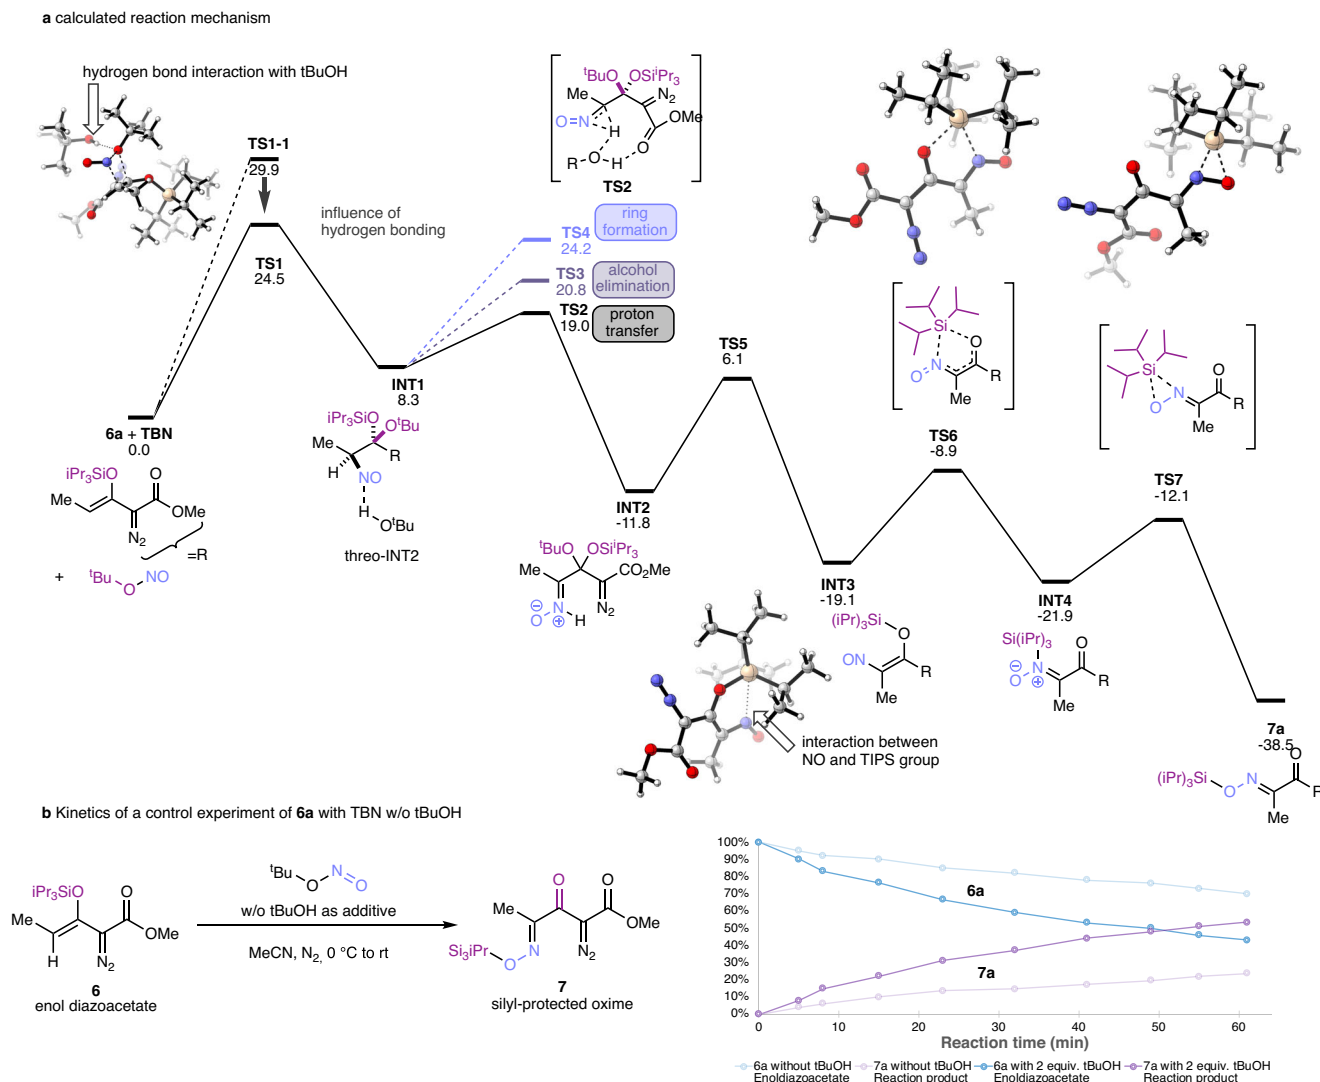 a calculated reaction mechanism
hydrogen bond interaction with tBuOH
TS1-1
29.9
influence of
hydrogen bonding
TS1
24.5
6a + TBN
0.0
iPr3SiO
O
Me
OMe
N2
=R
+
tBu
O
NO
INT1
8.3
iPr3SiO
OtBu
Me
R
H
NO
H
OtBu
threo-INT2
tBuO
OSiiPr3
Me
N2
O=N
H
OMe
R
O
H
O
TS2
TS4
24.2
ring
formation
TS3
20.8
alcohol
elimination
TS2
19.0
proton
transfer
INT2
-11.8
tBuO
OSiiPr3
Me
CO2Me
⊖
O
N
⊕
H
N2
TS5
6.1
INT3
-19.1
(iPr)3Si
O
ON
R
Me
interaction between
NO and TIPS group
Si
O
O
N
R
Me
TS6
-8.9
INT4
-21.9
Si(iPr)3
⊖
O
N
⊕
O
R
Me
Si
O
N
O
R
Me
TS7
-12.1
7a
-38.5
O
(iPr)3Si
O
N
R
Me
b Kinetics of a control experiment of 6a with TBN w/o tBuOH
iPr3SiO
O
Me
OMe
H
N2
6
enol diazoacetate
tBu
O
N
O
w/o tBuOH as additive
MeCN, N2, 0 °C to rt
O
O
Me
OMe
Si3iPr
O
N
N2
7
silyl-protected oxime
100%
90%
80%
70%
60%
50%
40%
30%
20%
10%
0%
6a
7a
0
10
20
30
40
50
60
Reaction time (min)
6a without tBuOH
Enoldiazoacetate
7a without tBuOH
Reaction product
6a with 2 equiv. tBuOH
Enoldiazoacetate
7a with 2 equiv. tBuOH
Reaction product